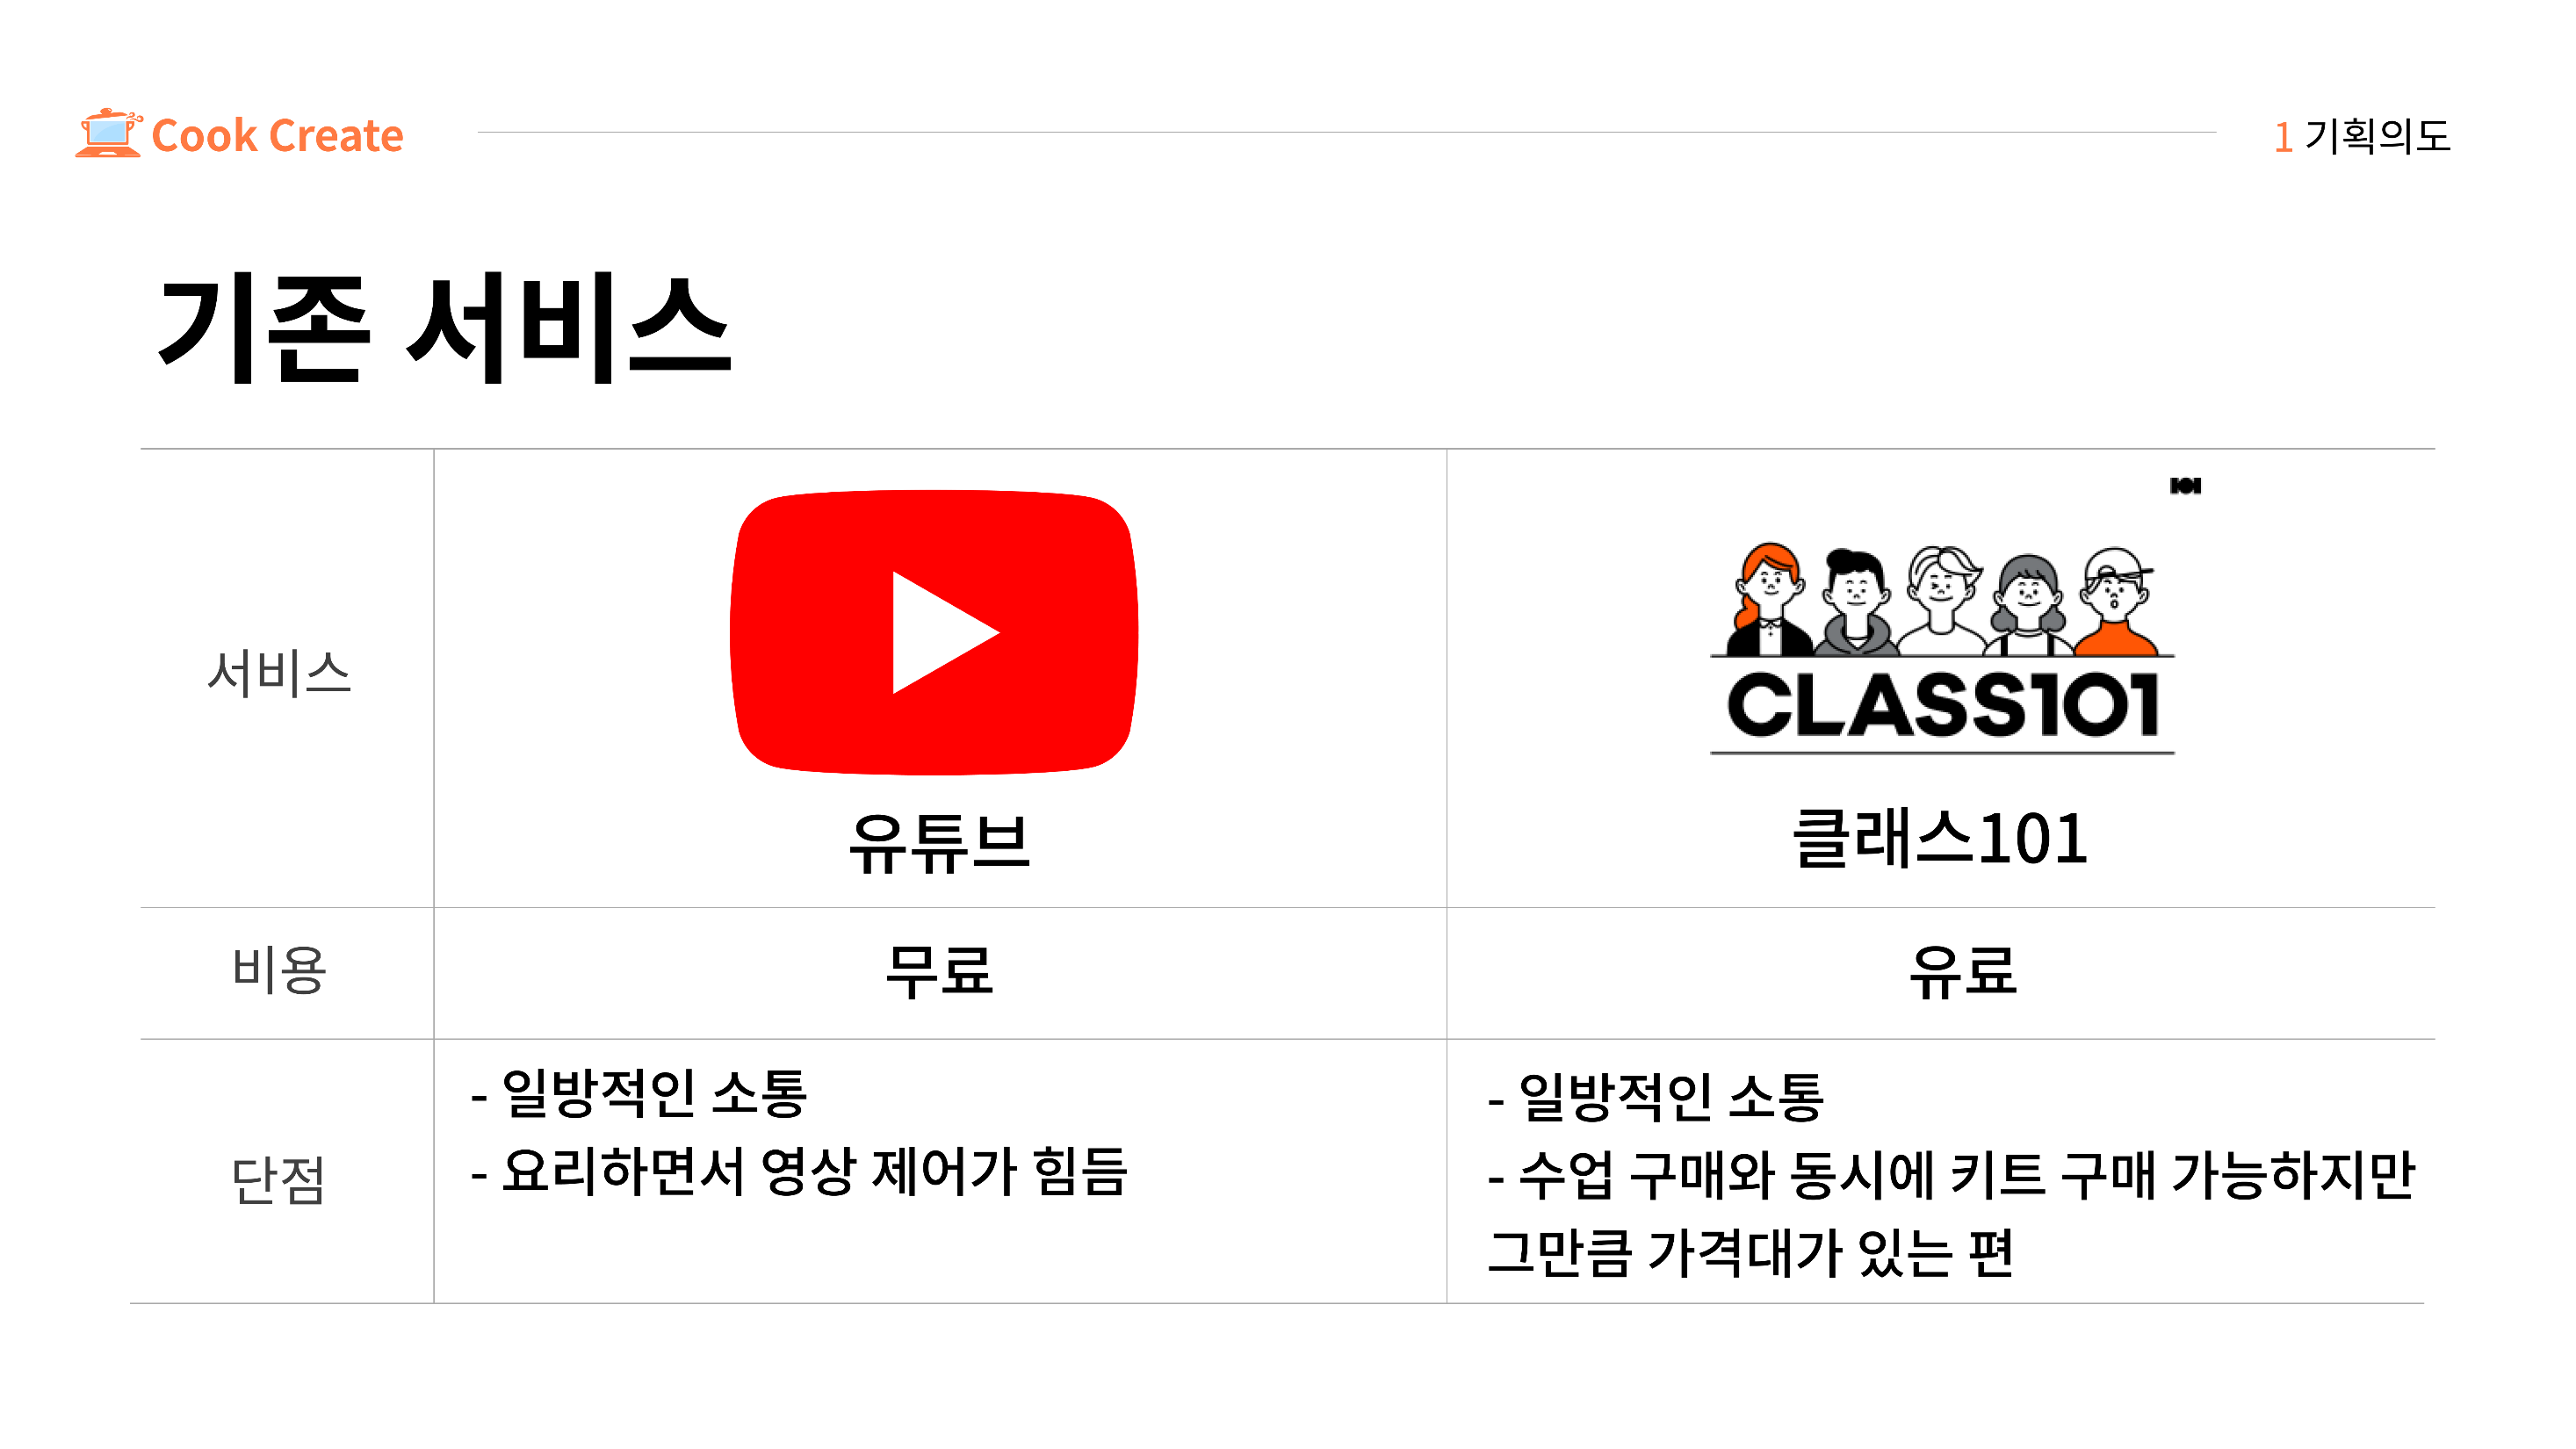 Cook Create
1 기획의도
기존 서비스
서비스
101
CLASS101
유튜브
클래스101
비용
무료
유료
단점
- 일방적인 소통
- 요리하면서 영상 제어가 힘듬
- 일방적인 소통
- 수업 구매와 동시에 키트 구매 가능하지만
그만큼 가격대가 있는 편